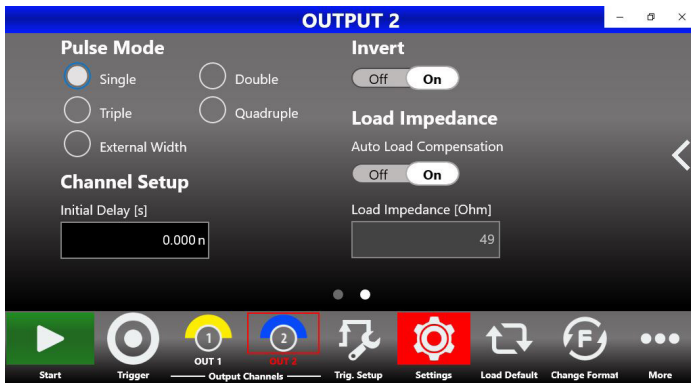 OUTPUT 2
Pulse Mode
Single
Double
Triple
Quadruple
External Width
Channel Setup
Initial Delay [s]
0.000 n
Invert
Off On
Load Impedance
Auto Load Compensation
Off On
Load Impedance [Ohm]
49
Start
Trigger
1
OUT 1
2
OUT 2
Output Channels
Trig. Setup
Settings
Load Default
F
Change Format
More